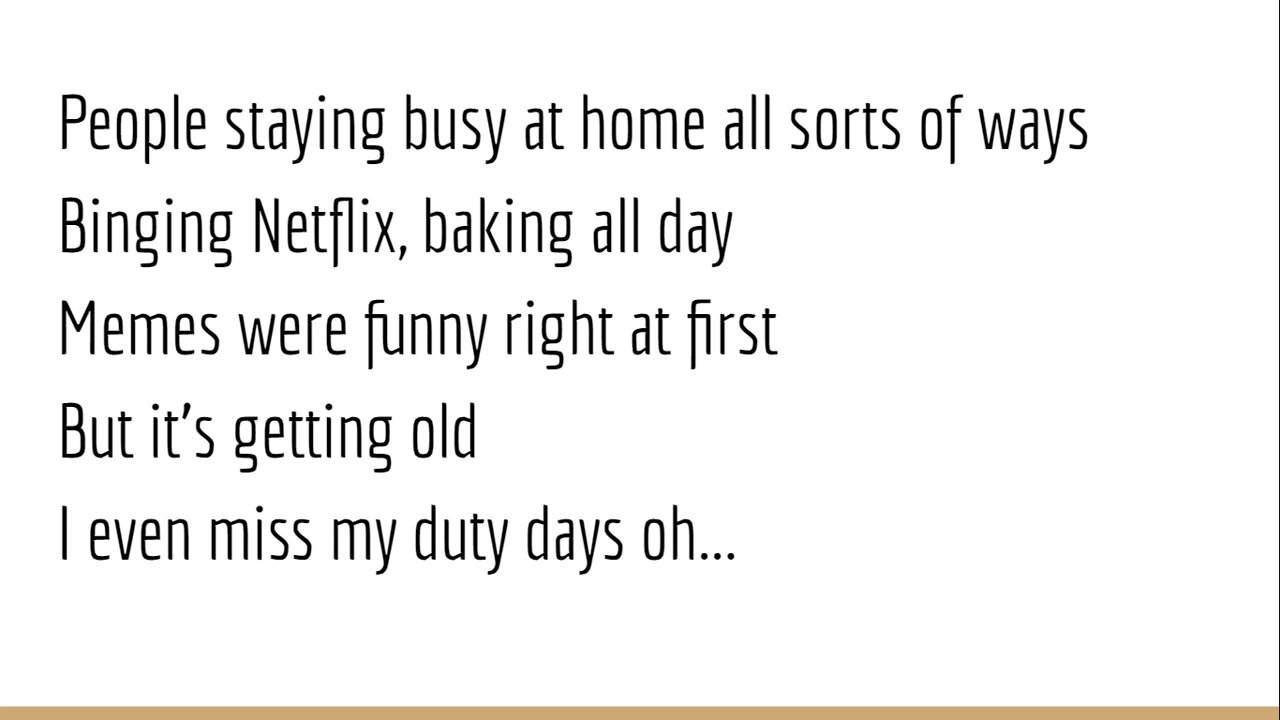 People staying busy at home all sorts of ways
Binging Netflix, baking all day
Memes were funny right at first
But it’s getting old
I even miss my duty days oh...